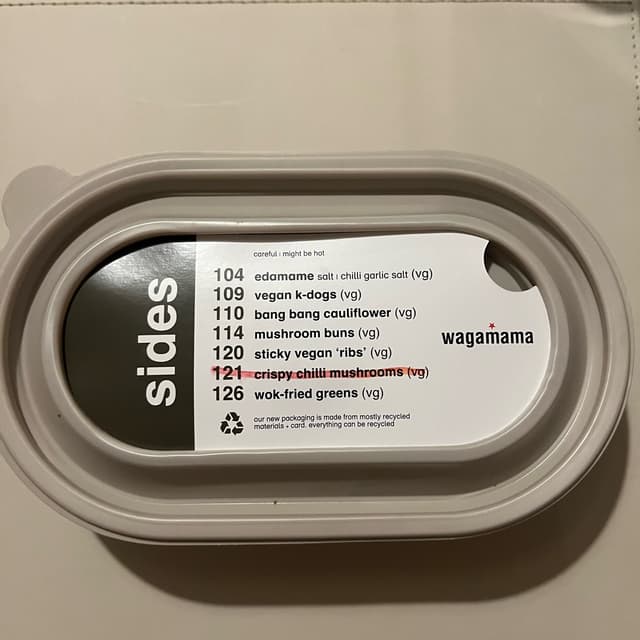 sides
careful | might be hot
104 edamame salt | chilli garlic salt (vg)
109 vegan k-dogs (vg)
110 bang bang cauliflower (vg)
114 mushroom buns (vg)
120 sticky vegan ‘ribs’ (vg)
121 crispy chilli mushrooms (vg)
126 wok-fried greens (vg)
wagamama
our new packaging is made from mostly recycled
materials + card. everything can be recycled